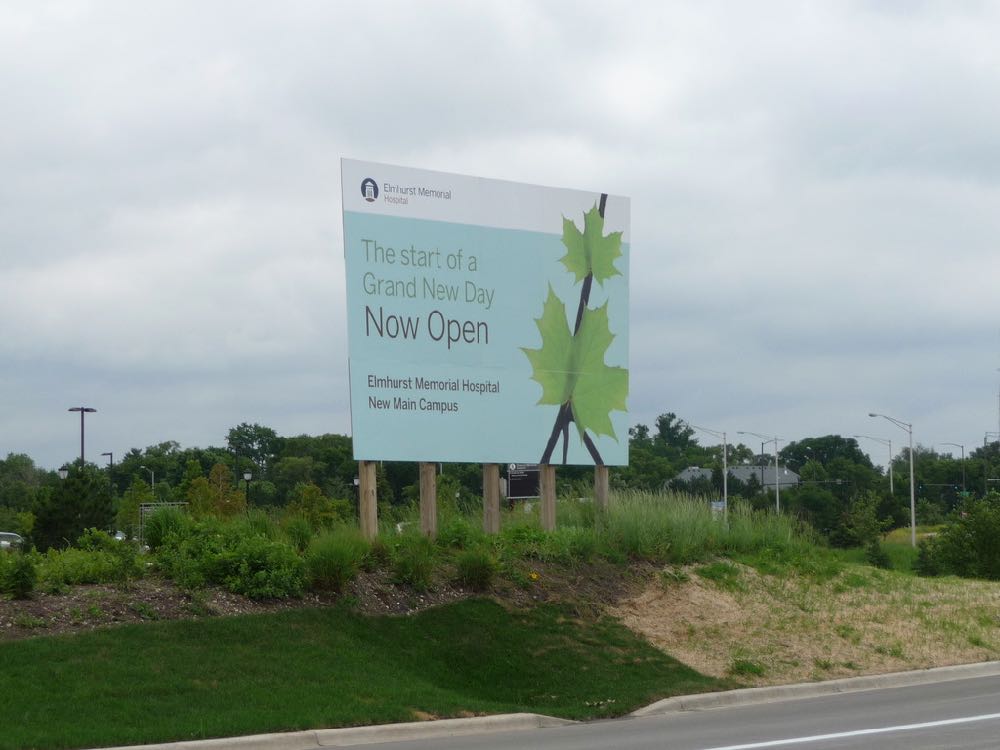 Elmhurst Memorial
Hospital
The start of a
Grand New Day
Now Open
Elmhurst Memorial Hospital
New Main Campus